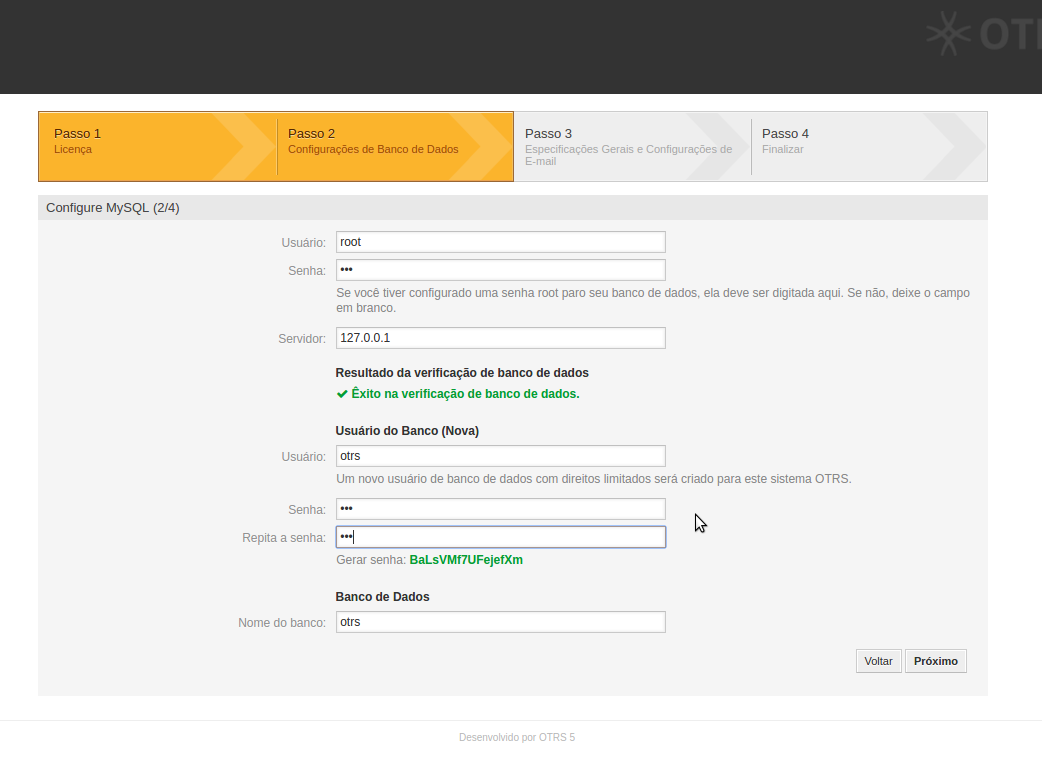 Passo 1
Licença
Passo 2
Configurações de Banco de Dados
Passo 3
Especificações Gerais e Configurações de
E-mail
Passo 4
Finalizar
Configure MySQL (2/4)
Usuário: root
Senha: •••
Se você tiver configurado uma senha root paro seu banco de dados, ela deve ser digitada aqui. Se não, deixe o campo
em branco.
Servidor: 127.0.0.1
Resultado da verificação de banco de dados
✔ Êxito na verificação de banco de dados.
Usuário do Banco (Nova)
Usuário: otrs
Um novo usuário de banco de dados com direitos limitados será criado para este sistema OTRS.
Senha: •••
Repita a senha: •••
Gerar senha: BaLsVMf7UFejefXm
Banco de Dados
Nome do banco: otrs
Voltar Próximo
Desenvolvido por OTRS 5